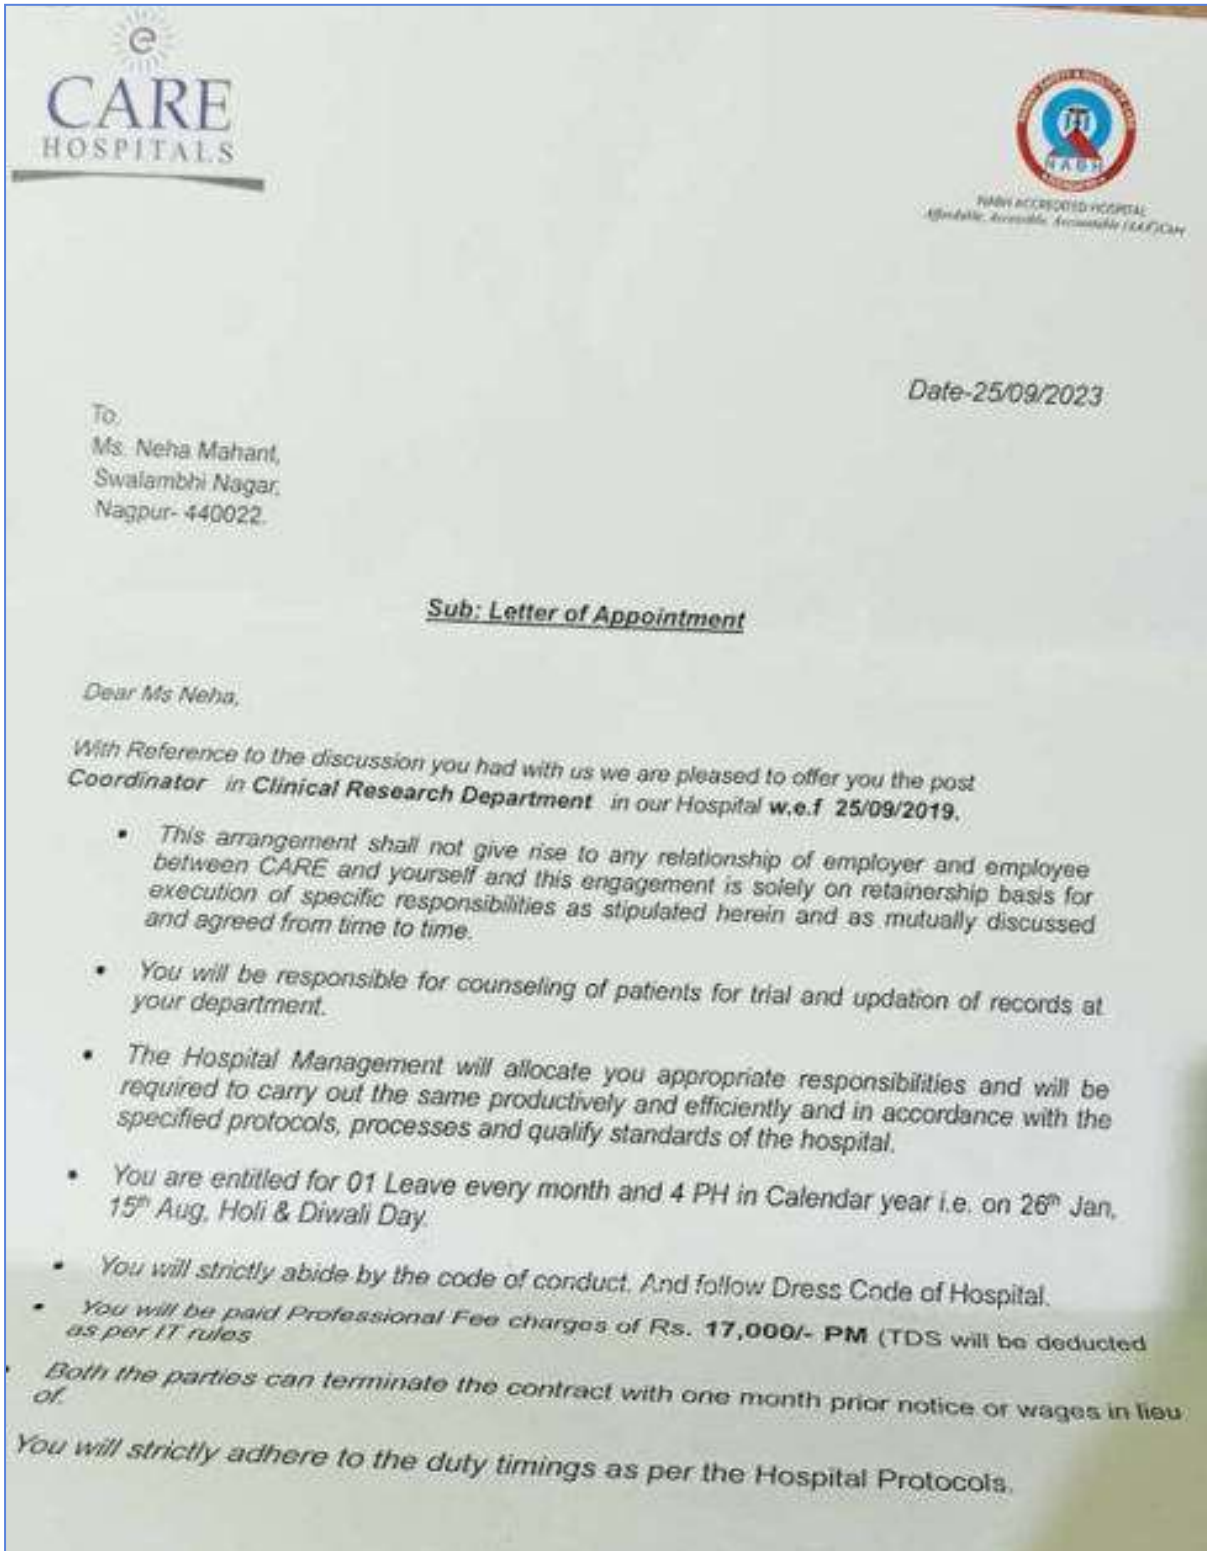 e
CARE
HOSPITALS
NABH
NABH ACCREDITED HOSPITAL
Affordable, Accessible, Accountable (AAA)Care
Date-25/09/2023
To,
Ms. Neha Mahant,
Swalambhi Nagar,
Nagpur- 440022.
Sub: Letter of Appointment
Dear Ms Neha,
With Reference to the discussion you had with us we are pleased to offer you the post
Coordinator in Clinical Research Department in our Hospital w.e.f 25/09/2019.
• This arrangement shall not give rise to any relationship of employer and employee
between CARE and yourself and this engagement is solely on retainership basis for
execution of specific responsibilities as stipulated herein and as mutually discussed
and agreed from time to time.
• You will be responsible for counseling of patients for trial and updation of records at
your department.
• The Hospital Management will allocate you appropriate responsibilities and will be
required to carry out the same productively and efficiently and in accordance with the
specified protocols, processes and qualify standards of the hospital.
• You are entitled for 01 Leave every month and 4 PH in Calendar year i.e. on 26th Jan,
15th Aug, Holi & Diwali Day.
• You will strictly abide by the code of conduct. And follow Dress Code of Hospital.
• You will be paid Professional Fee charges of Rs. 17,000/- PM (TDS will be deducted
as per IT rules
• Both the parties can terminate the contract with one month prior notice or wages in lieu
of.
You will strictly adhere to the duty timings as per the Hospital Protocols.